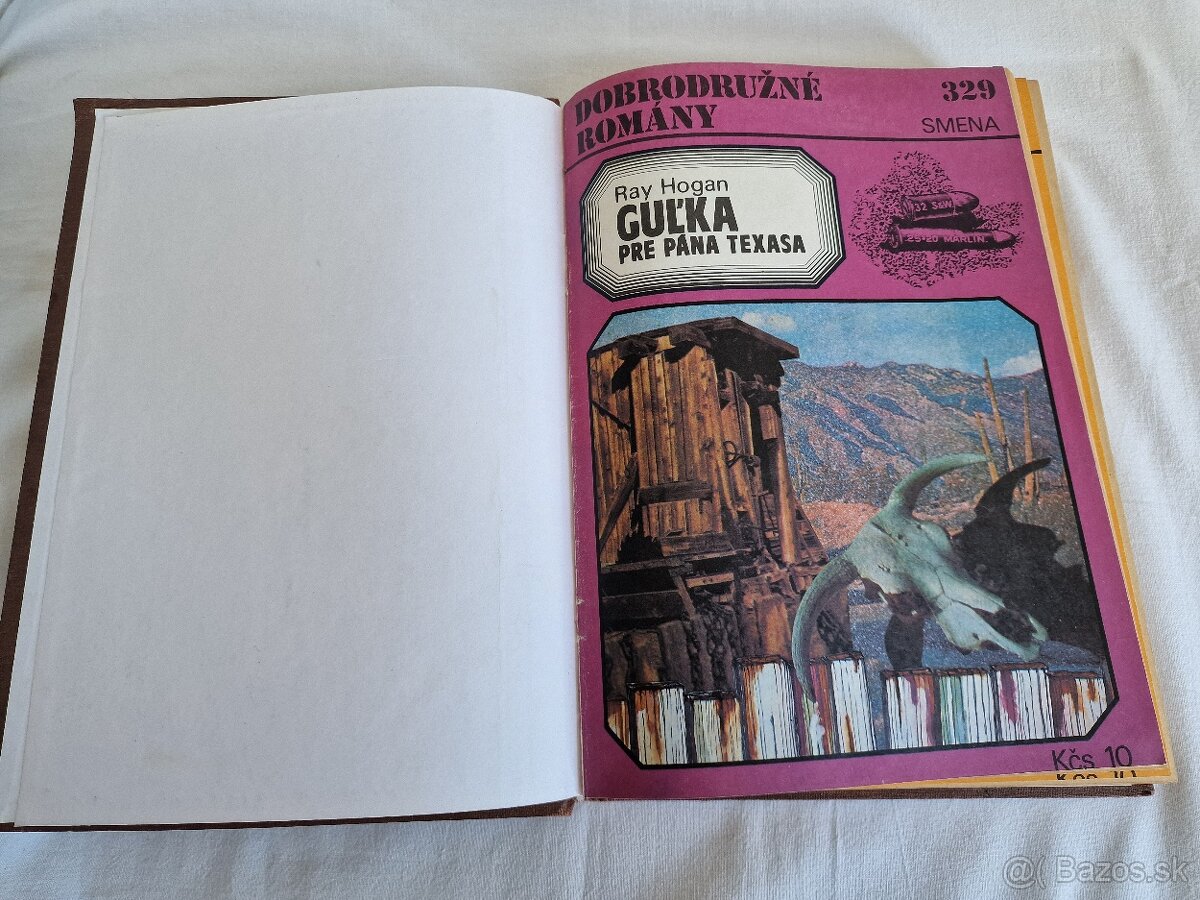 DOBRODRUŽNÉ
ROMÁNY
329
SMENA
Ray Hogan
GUĽKA
PRE PÁNA TEXASA
32 S&W
25-20 MARLIN.
Kčs 10
@( Bazos.sk